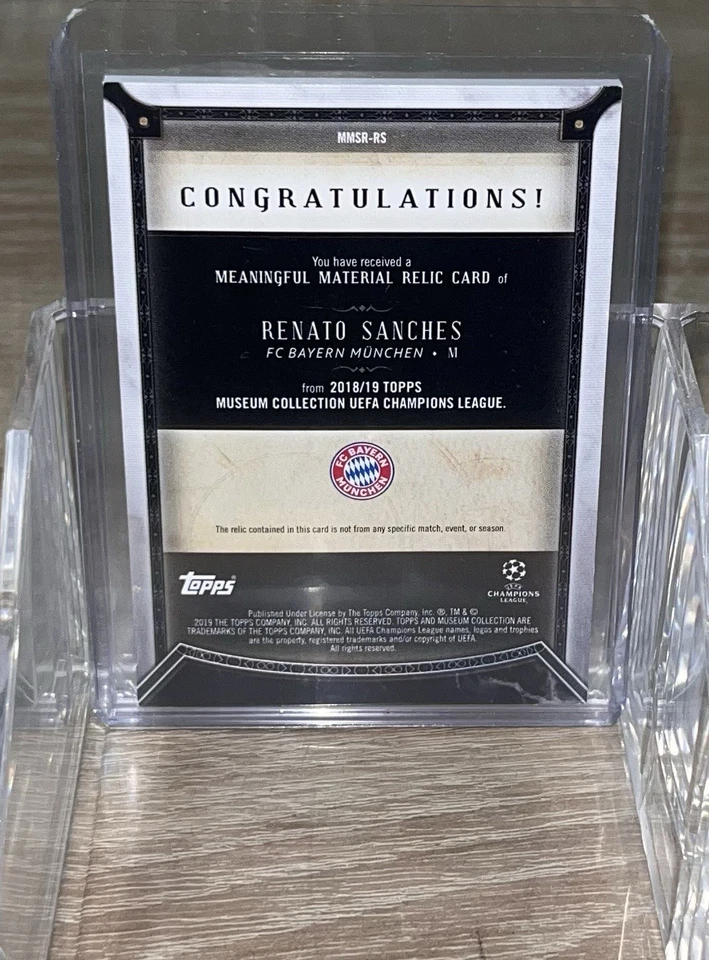 MMSR-RS
CONGRATULATIONS!
You have received a
MEANINGFUL MATERIAL RELIC CARD of
RENATO SANCHES
FC BAYERN MÜNCHEN • M
from 2018/19 TOPPS
MUSEUM COLLECTION UEFA CHAMPIONS LEAGUE.
FC BAYERN
MÜNCHEN
The relic contained in this card is not from any specific match, event, or season.
topps®
UEFA
CHAMPIONS
LEAGUE.
Published Under License by The Topps Company, Inc. ®, TM & ©
2019 THE TOPPS COMPANY, INC. ALL RIGHTS RESERVED. TOPPS AND MUSEUM COLLECTION ARE
TRADEMARKS OF THE TOPPS COMPANY, INC. All UEFA Champions League names, logos and trophies
are the property, registered trademarks and/or copyright of UEFA.
All rights reserved.